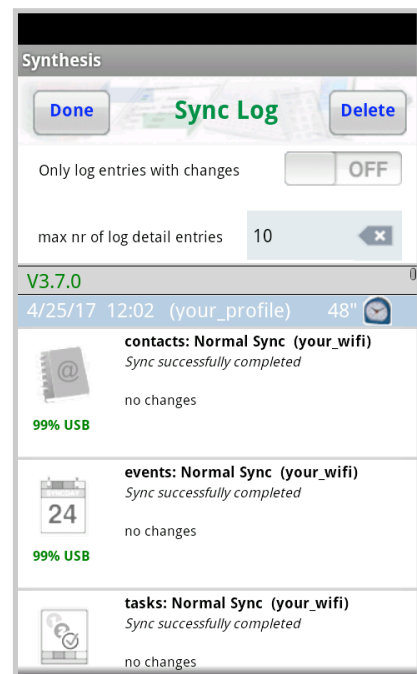 Synthesis
Done
Sync Log
Delete
Only log entries with changes
OFF
max nr of log detail entries
10
V3.7.0
0
4/25/17 12:02 (your_profile) 48"
contacts: Normal Sync (your_wifi)
Sync successfully completed
@
no changes
99% USB
events: Normal Sync (your_wifi)
Sync successfully completed
24
no changes
99% USB
tasks: Normal Sync (your_wifi)
Sync successfully completed
no changes